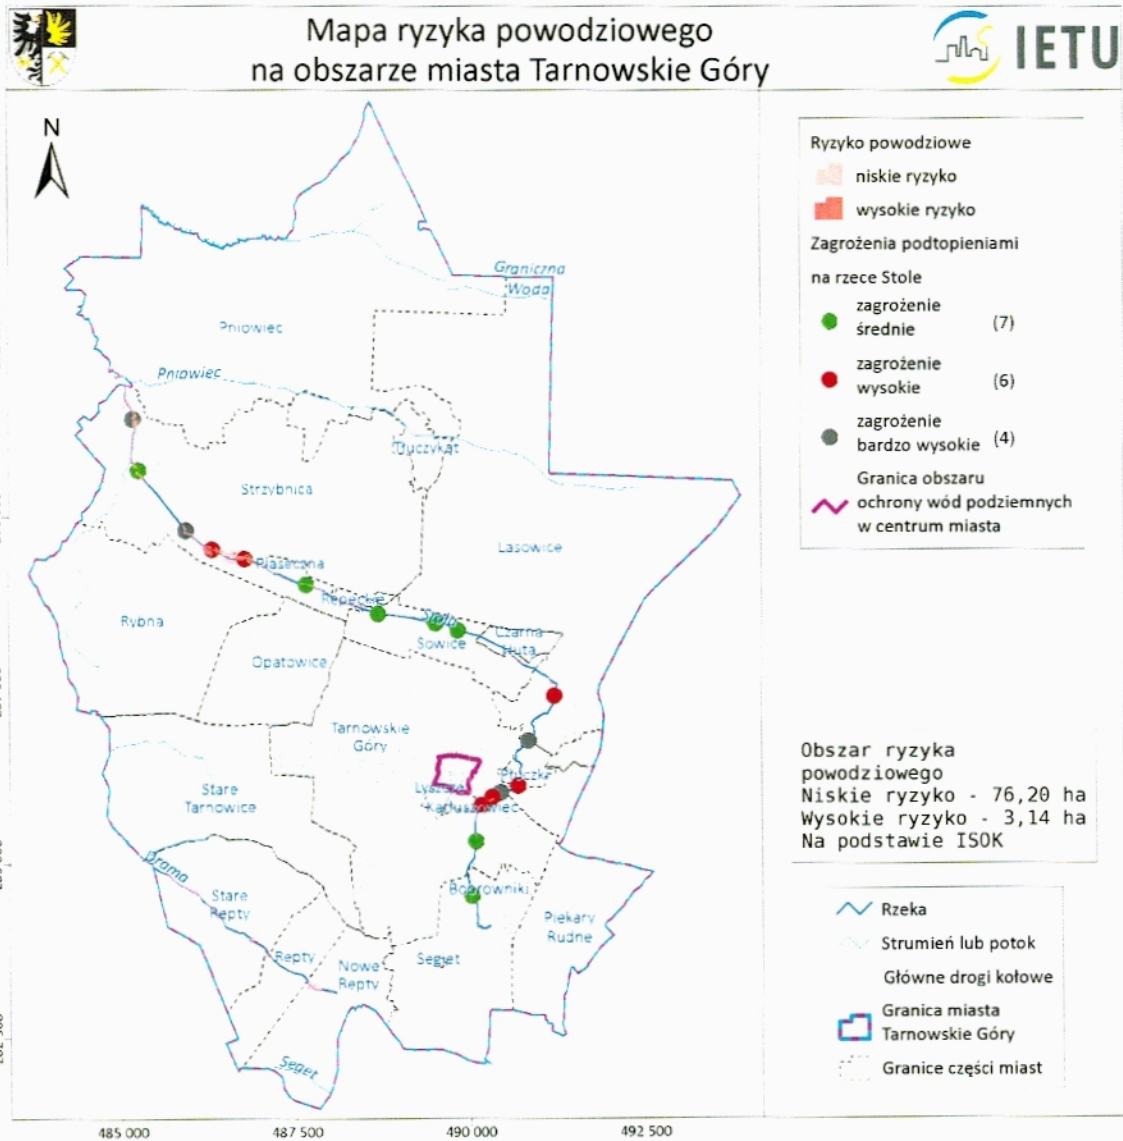 Mapa ryzyka powodziowego
na obszarze miasta Tarnowskie Góry
IETU
N
Ryzyko powodziowe
niskie ryzyko
wysokie ryzyko
Zagrożenia podtopieniami
na rzece Stole
zagrożenie
średnie (7)
zagrożenie
wysokie (6)
zagrożenie
bardzo wysokie (4)
Granica obszaru
ochrony wód podziemnych
w centrum miasta
Graniczna
Woda
Pniowiec
Pniowiec
Tłuczykąt
Strzybnica
Lasowice
Piaseczna
Repeckie
Rybna
Sowice
Czarna
Huta
Opatowice
Tarnowskie
Góry
Stare
Tarnowice
Drama
Stare
Repty
Bobrowniki
Piekary
Rudne
Repty
Nowe
Repty
Segiet
Seget
Obszar ryzyka
powodziowego
Niskie ryzyko - 76,20 ha
Wysokie ryzyko - 3,14 ha
Na podstawie ISOK
Rzeka
Strumień lub potok
Główne drogi kołowe
Granica miasta
Tarnowskie Góry
Granice części miast
485 000
487 500
490 000
492 500